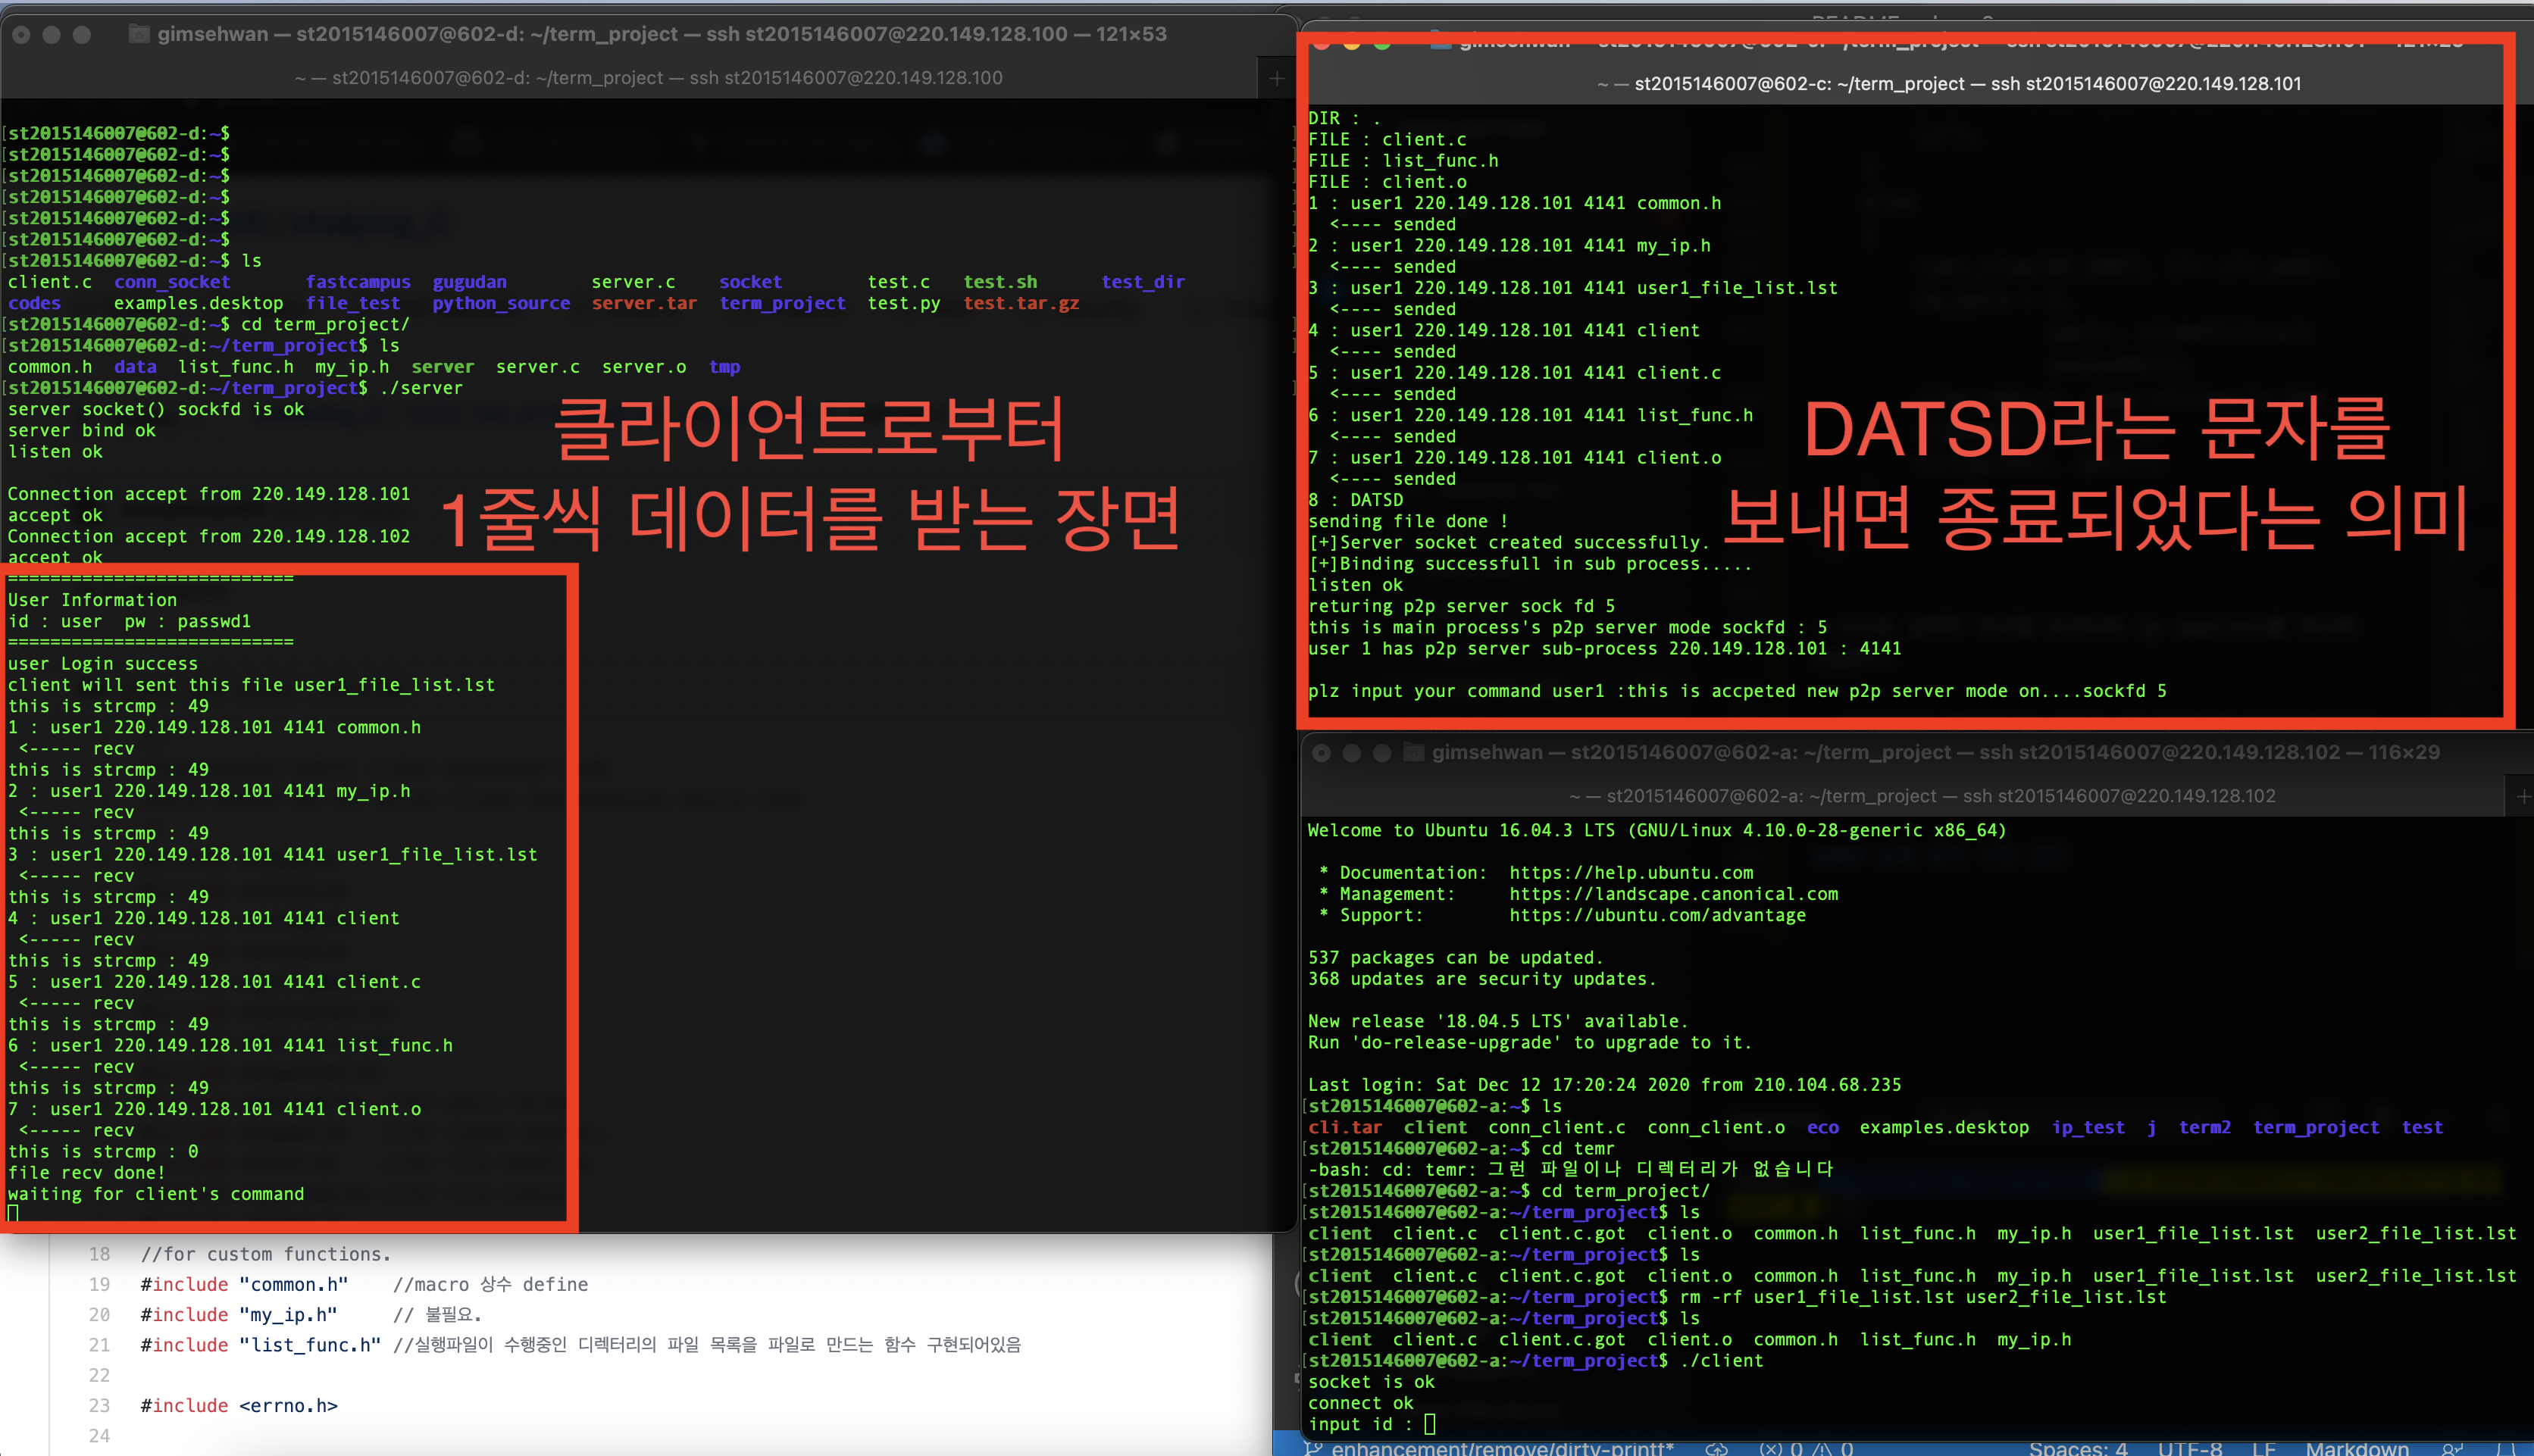 gimsehwan — st2015146007@602-d: ~/term_project — ssh st2015146007@220.149.128.100 — 121×53
~ — st2015146007@602-d: ~/term_project — ssh st2015146007@220.149.128.100
[st2015146007@602-d:~$
[st2015146007@602-d:~$
[st2015146007@602-d:~$
[st2015146007@602-d:~$
[st2015146007@602-d:~$
[st2015146007@602-d:~$
[st2015146007@602-d:~$ ls
client.c conn_socket fastcampus gugudan server.c socket test.c test.sh test_dir
codes examples.desktop file_test python_source server.tar term_project test.py test.tar.gz
[st2015146007@602-d:~$ cd term_project/
[st2015146007@602-d:~/term_project$ ls
common.h data list_func.h my_ip.h server server.c server.o tmp
[st2015146007@602-d:~/term_project$ ./server
server socket() sockfd is ok
server bind ok
listen ok
Connection accept from 220.149.128.101
accept ok
Connection accept from 220.149.128.102
accept ok
클라이언트로부터
1줄씩 데이터를 받는 장면
===========================
User Information
id : user pw : passwd1
===========================
user Login success
client will sent this file user1_file_list.lst
this is strcmp : 49
1 : user1 220.149.128.101 4141 common.h
<----- recv
this is strcmp : 49
2 : user1 220.149.128.101 4141 my_ip.h
<----- recv
this is strcmp : 49
3 : user1 220.149.128.101 4141 user1_file_list.lst
<----- recv
this is strcmp : 49
4 : user1 220.149.128.101 4141 client
<----- recv
this is strcmp : 49
5 : user1 220.149.128.101 4141 client.c
<----- recv
this is strcmp : 49
6 : user1 220.149.128.101 4141 list_func.h
<----- recv
this is strcmp : 49
7 : user1 220.149.128.101 4141 client.o
<----- recv
this is strcmp : 0
file recv done!
waiting for client's command
18 //for custom functions.
19 #include "common.h" //macro 상수 define
20 #include "my_ip.h" // 불필요.
21 #include "list_func.h" //실행파일이 수행중인 디렉터리의 파일 목록을 파일로 만드는 함수 구현되어있음
22
23 #include <errno.h>
24
~ — st2015146007@602-c: ~/term_project — ssh st2015146007@220.149.128.101
DIR : .
FILE : client.c
FILE : list_func.h
FILE : client.o
1 : user1 220.149.128.101 4141 common.h
<---- sended
2 : user1 220.149.128.101 4141 my_ip.h
<---- sended
3 : user1 220.149.128.101 4141 user1_file_list.lst
<---- sended
4 : user1 220.149.128.101 4141 client
<---- sended
5 : user1 220.149.128.101 4141 client.c
<---- sended
6 : user1 220.149.128.101 4141 list_func.h
<---- sended
7 : user1 220.149.128.101 4141 client.o
<---- sended
8 : DATSD
sending file done !
[+]Server socket created successfully.
[+]Binding successfull in sub process.....
listen ok
returing p2p server sock fd 5
this is main process's p2p server mode sockfd : 5
user 1 has p2p server sub-process 220.149.128.101 : 4141
plz input your command user1 :this is accpeted new p2p server mode on....sockfd 5
DATSD라는 문자를
보내면 종료되었다는 의미
gimsehwan — st2015146007@602-a: ~/term_project — ssh st2015146007@220.149.128.102 — 116×29
~ — st2015146007@602-a: ~/term_project — ssh st2015146007@220.149.128.102
Welcome to Ubuntu 16.04.3 LTS (GNU/Linux 4.10.0-28-generic x86_64)
* Documentation: https://help.ubuntu.com
* Management: https://landscape.canonical.com
* Support: https://ubuntu.com/advantage
537 packages can be updated.
368 updates are security updates.
New release '18.04.5 LTS' available.
Run 'do-release-upgrade' to upgrade to it.
Last login: Sat Dec 12 17:20:24 2020 from 210.104.68.235
[st2015146007@602-a:~$ ls
cli.tar client conn_client.c conn_client.o eco examples.desktop ip_test j term2 term_project test
[st2015146007@602-a:~$ cd temr
-bash: cd: temr: 그런 파일이나 디렉터리가 없습니다
[st2015146007@602-a:~$ cd term_project/
[st2015146007@602-a:~/term_project$ ls
client client.c client.c.got client.o common.h list_func.h my_ip.h user1_file_list.lst user2_file_list.lst
[st2015146007@602-a:~/term_project$ ls
client client.c client.c.got client.o common.h list_func.h my_ip.h user1_file_list.lst user2_file_list.lst
[st2015146007@602-a:~/term_project$ rm -rf user1_file_list.lst user2_file_list.lst
[st2015146007@602-a:~/term_project$ ls
client client.c client.c.got client.o common.h list_func.h my_ip.h
[st2015146007@602-a:~/term_project$ ./client
socket is ok
connect ok
input id :
enhancement/remove/dirty-printf* 0 0 Spaces: 4 UTF-8 LF Markdown